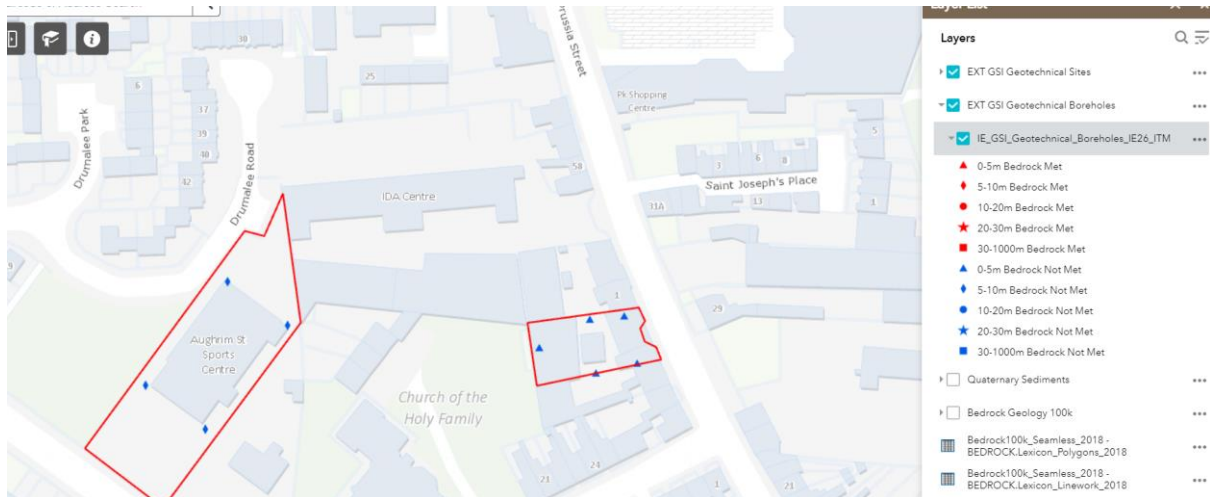 Layer List
Layers
EXT GSI Geotechnical Sites
EXT GSI Geotechnical Boreholes
IE_GSI_Geotechnical_Boreholes_IE26_ITM
0-5m Bedrock Met
5-10m Bedrock Met
10-20m Bedrock Met
20-30m Bedrock Met
30-1000m Bedrock Met
0-5m Bedrock Not Met
5-10m Bedrock Not Met
10-20m Bedrock Not Met
20-30m Bedrock Not Met
30-1000m Bedrock Not Met
Quaternary Sediments
Bedrock Geology 100k
Bedrock100k_Seamless_2018 -
BEDROCK.Lexicon_Polygons_2018
Bedrock100k_Seamless_2018 -
BEDROCK.Lexicon_Linework_2018
Prussia Street
Pk Shopping
Centre
Drumalee Park
Drumalee Road
IDA Centre
Saint Joseph's Place
Aughrim St
Sports
Centre
Church of the
Holy Family
30
25
6
37
39
40
42
58
5
3
6
8
31A
13
1
1
29
21
24
1
21